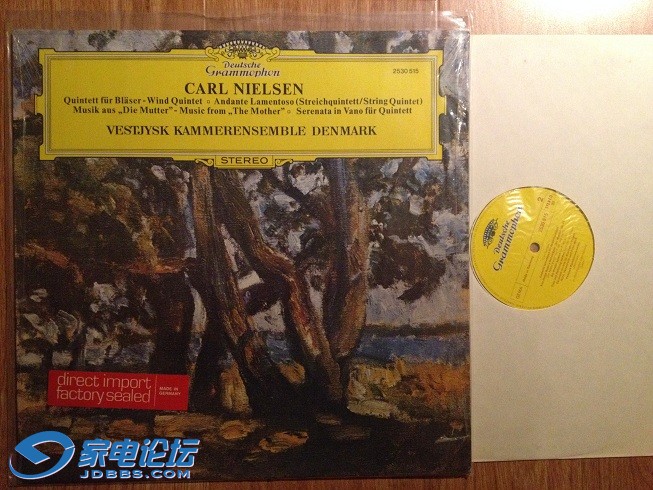 Deutsche
Grammophon
2530 515
CARL NIELSEN
Quintett für Bläser - Wind Quintet ○ Andante Lamentoso (Streichquintett/String Quintet)
Musik aus „Die Mutter” - Music from „The Mother” ○ Serenata in Vano für Quintett
VESTJYSK KAMMERENSEMBLE DENMARK
STEREO
direct import
factory sealed
MADE IN
GERMANY
Deutsche
Grammophon
2
家电论坛
JDBBS.COM